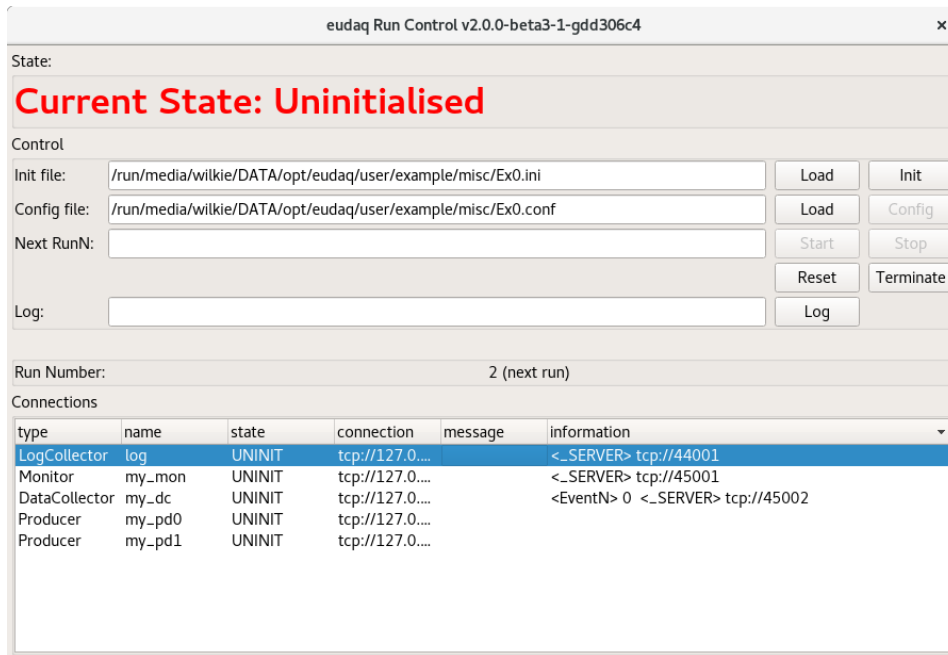 eudaq Run Control v2.0.0-beta3-1-gdd306c4 ×
State:
Current State: Uninitialised
Control
Init file: /run/media/wilkie/DATA/opt/eudaq/user/example/misc/Ex0.ini Load Init
Config file: /run/media/wilkie/DATA/opt/eudaq/user/example/misc/Ex0.conf Load Config
Next RunN: Start Stop
Reset Terminate
Log: Log
Run Number: 2 (next run)
Connections
type name state connection message information
LogCollector log UNINIT tcp://127.0.... <_SERVER> tcp://44001
Monitor my_mon UNINIT tcp://127.0.... <_SERVER> tcp://45001
DataCollector my_dc UNINIT tcp://127.0.... <EventN> 0 <_SERVER> tcp://45002
Producer my_pd0 UNINIT tcp://127.0....
Producer my_pd1 UNINIT tcp://127.0....